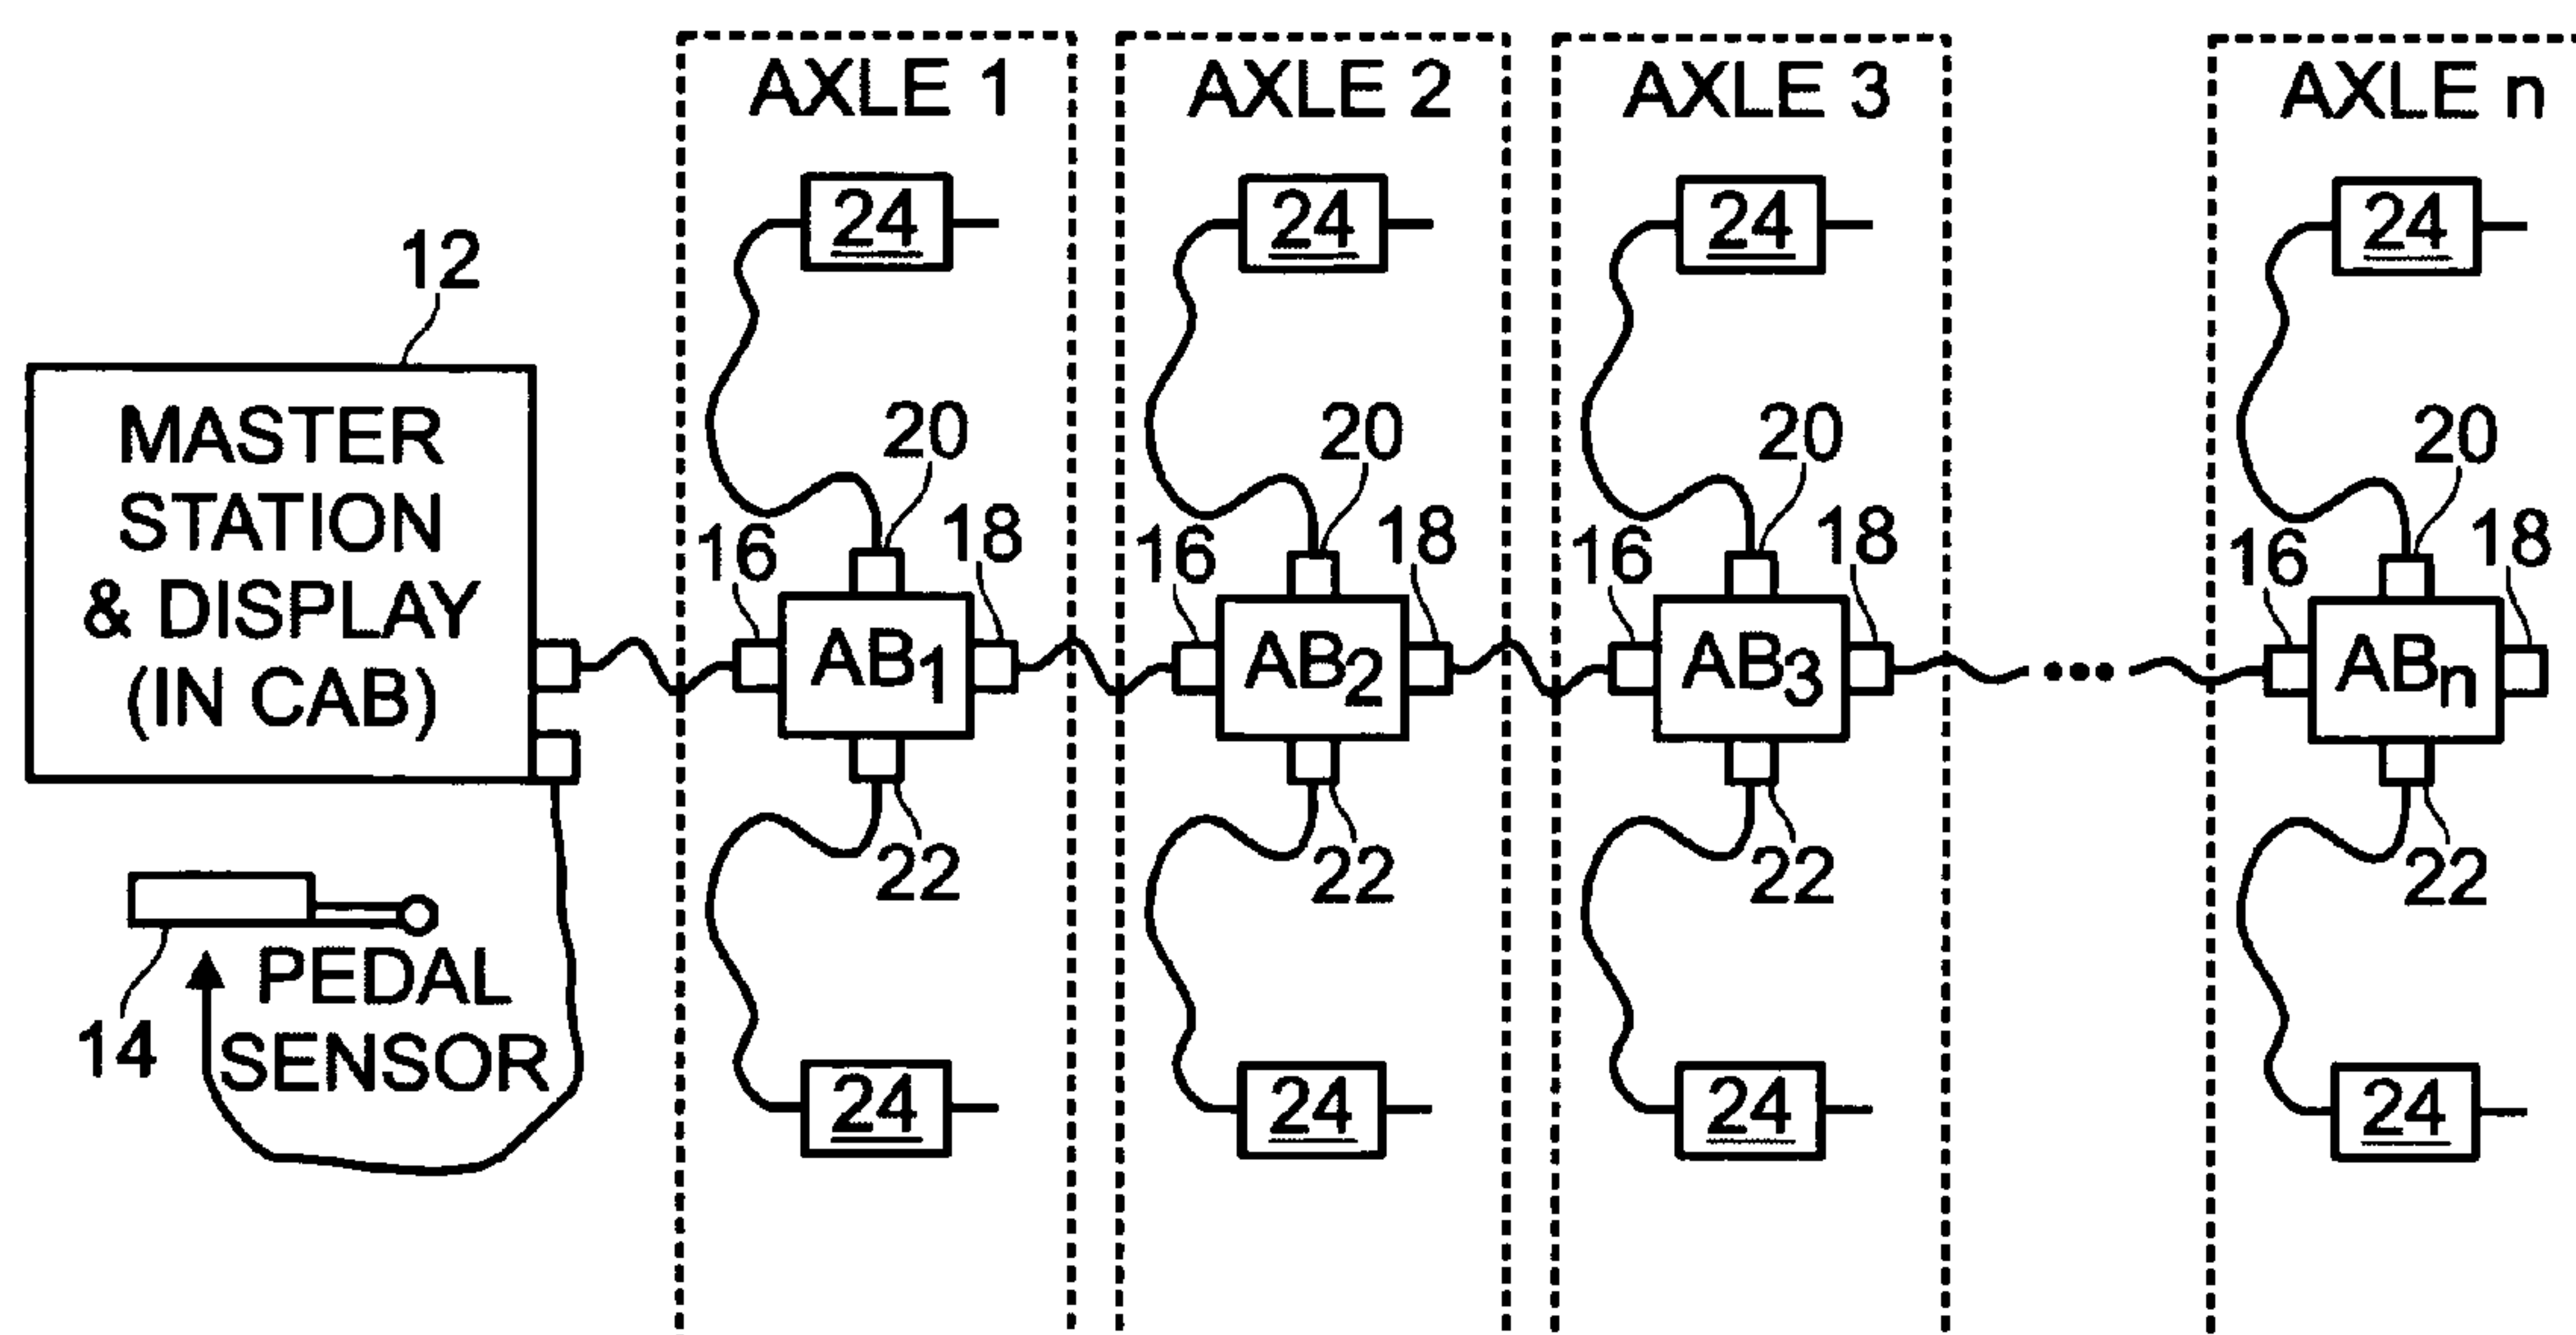 AXLE 1 AXLE 2 AXLE 3 AXLE n
24 24 24 24
12
MASTER
STATION
& DISPLAY
(IN CAB)
20 20 20 20
16 18 16 18 16 18 16 18
AB1 AB2 AB3 ••• ABn
22 22 22 22
14
PEDAL
SENSOR
24 24 24 24